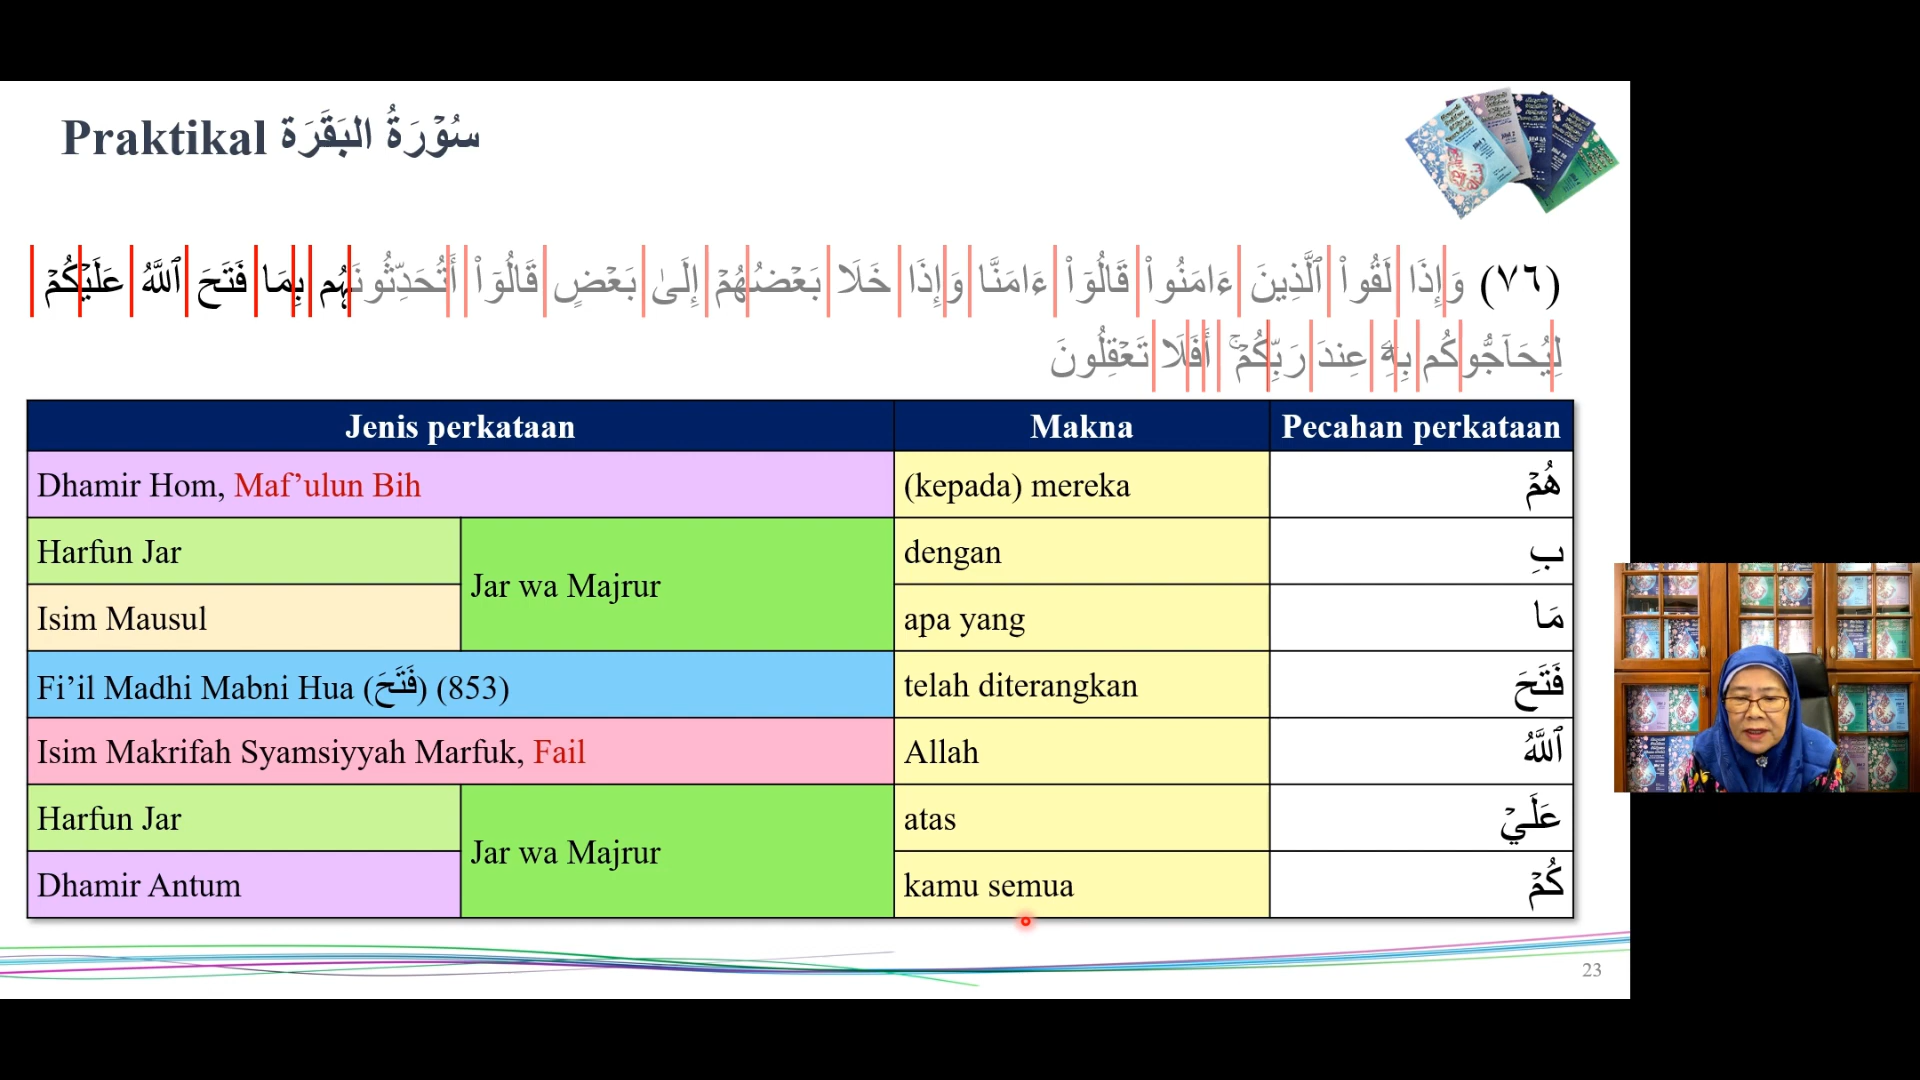 Praktikal سُوْرَةُ البَقَرَة
(٧٦) وَإِذَا لَقُواْ ٱلَّذِينَ ءَامَنُواْ قَالُوٓاْ ءَامَنَّا وَإِذَا خَلَا بَعۡضُهُمۡ إِلَىٰ بَعۡضٖ قَالُوٓاْ أَتُحَدِّثُونَهُم بِمَا فَتَحَ ٱللَّهُ عَلَيۡكُمۡ
لِيُحَآجُّوكُم بِهِۦ عِندَ رَبِّكُمۡۚ أَفَلَا تَعۡقِلُونَ
Jenis perkataan Makna Pecahan perkataan
Dhamir Hom, Maf’ulun Bih (kepada) mereka هُمۡ
Harfun Jar Jar wa Majrur dengan بِ
Isim Mausul apa yang مَا
Fi’il Madhi Mabni Hua (فَتَحَ) (853) telah diterangkan فَتَحَ
Isim Makrifah Syamsiyyah Marfuk, Fail Allah ٱللَّهُ
Harfun Jar Jar wa Majrur atas عَلَيۡ
Dhamir Antum kamu semua كُمۡ
23